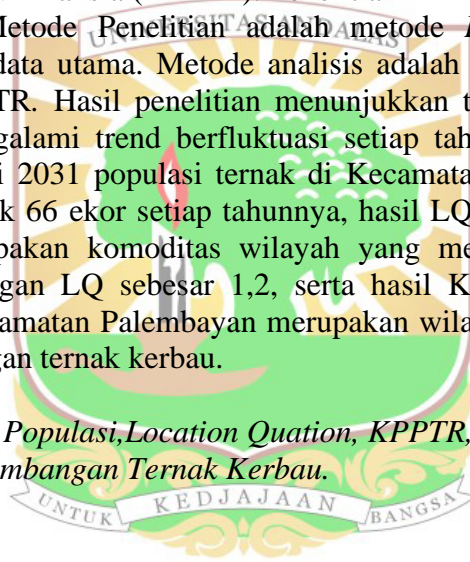 UNIVERSITAS ANDALAS
Metode Penelitian adalah metode
data utama. Metode analisis adalah
TR. Hasil penelitian menunjukkan t
galami trend berfluktuasi setiap tah
i 2031 populasi ternak di Kecamata
k 66 ekor setiap tahunnya, hasil LQ
pakan komoditas wilayah yang me
gan LQ sebesar 1,2, serta hasil K
camatan Palembayan merupakan wila
gan ternak kerbau.
Populasi,Location Quation, KPPTR,
mbangan Ternak Kerbau.
UNTUK KEDJAJAAN BANGSA